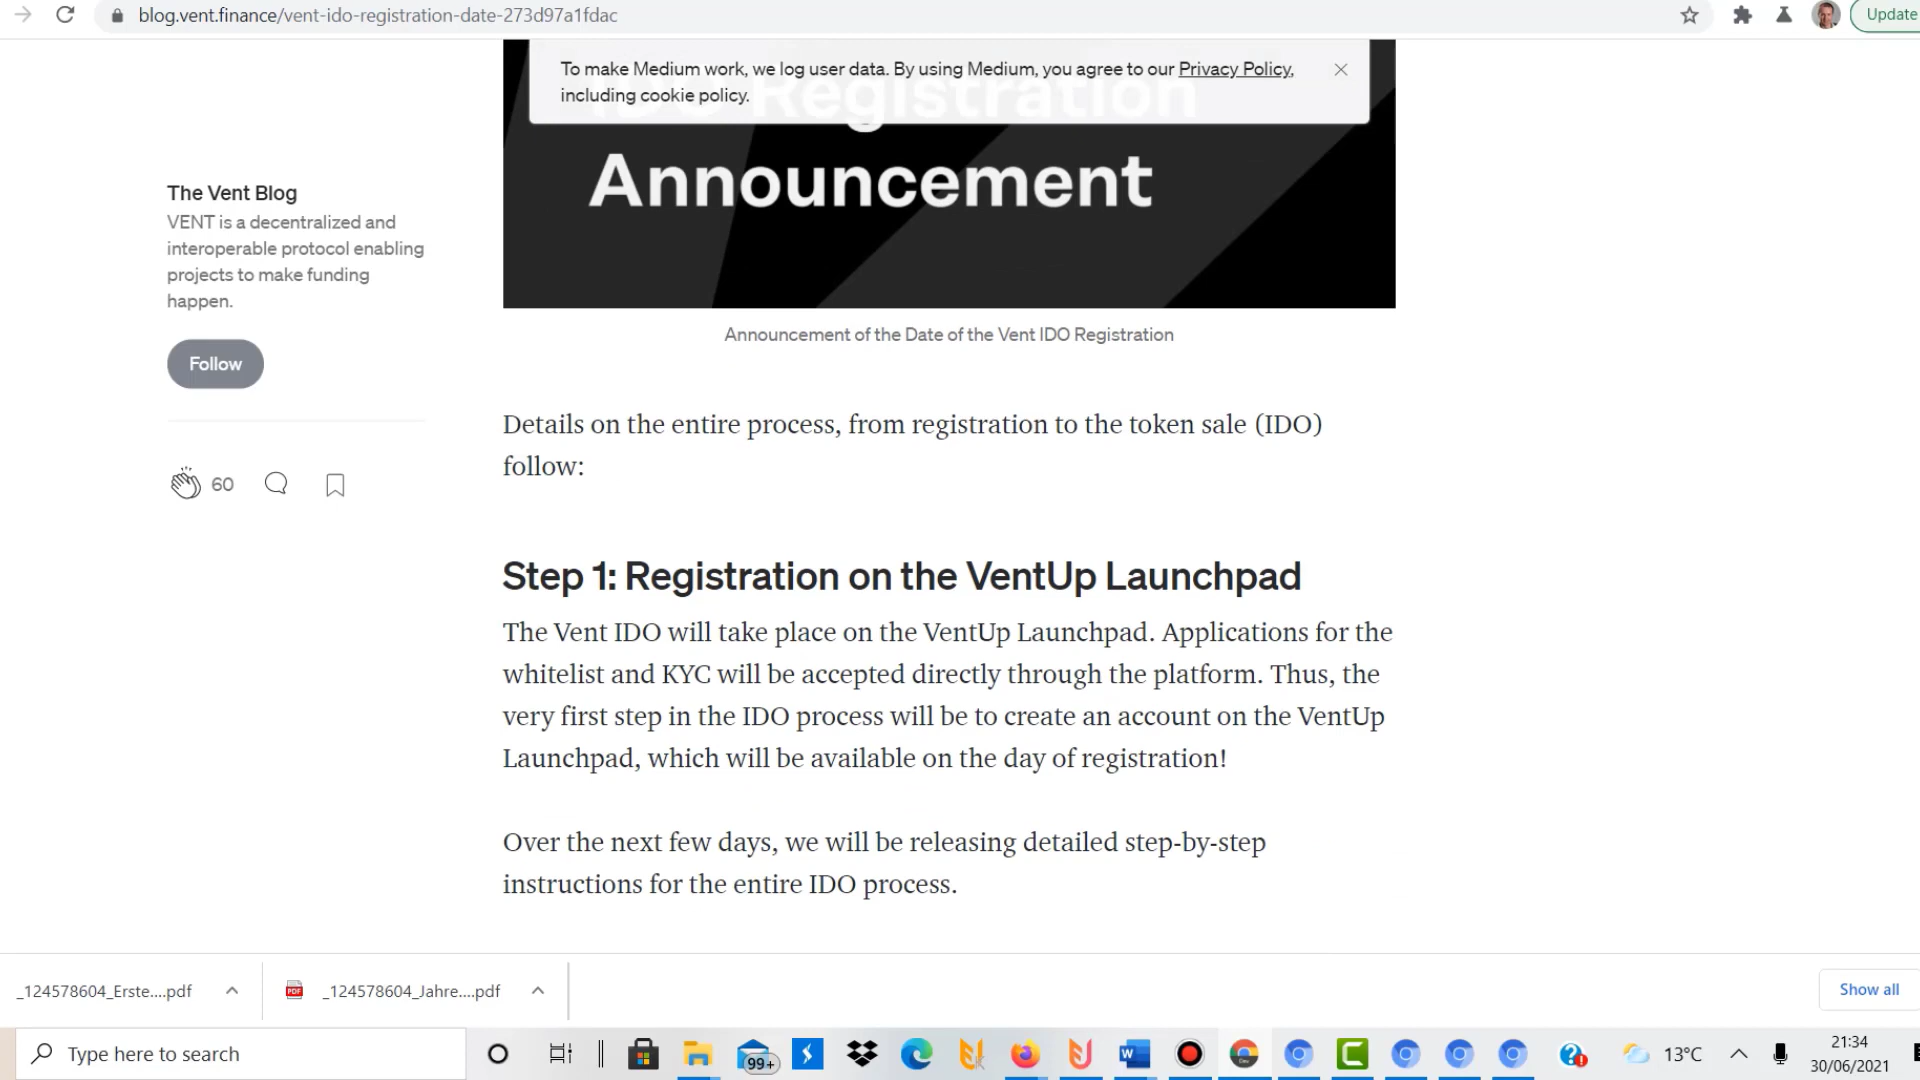 blog.vent.finance/vent-ido-registration-date-273d97a1fdac
Update
To make Medium work, we log user data. By using Medium, you agree to our Privacy Policy,
including cookie policy.
IDO Registration
Announcement
The Vent Blog
VENT is a decentralized and
interoperable protocol enabling
projects to make funding
happen.
Follow
60
Announcement of the Date of the Vent IDO Registration
Details on the entire process, from registration to the token sale (IDO)
follow:
Step 1: Registration on the VentUp Launchpad
The Vent IDO will take place on the VentUp Launchpad. Applications for the
whitelist and KYC will be accepted directly through the platform. Thus, the
very first step in the IDO process will be to create an account on the VentUp
Launchpad, which will be available on the day of registration!
Over the next few days, we will be releasing detailed step-by-step
instructions for the entire IDO process.
_124578604_Erste....pdf
PDF
_124578604_Jahre....pdf
Show all
Type here to search
99+
13°C
21:34
30/06/2021